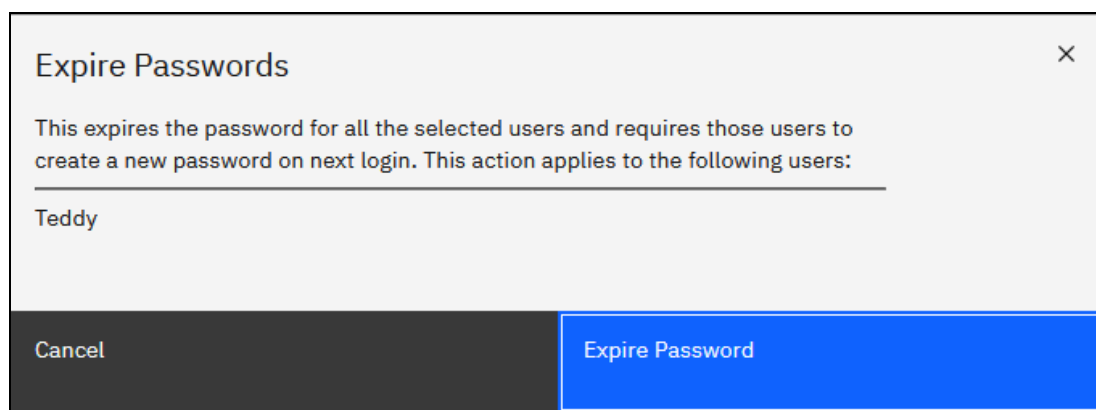 Expire Passwords
This expires the password for all the selected users and requires those users to
create a new password on next login. This action applies to the following users:
Teddy
Cancel
Expire Password